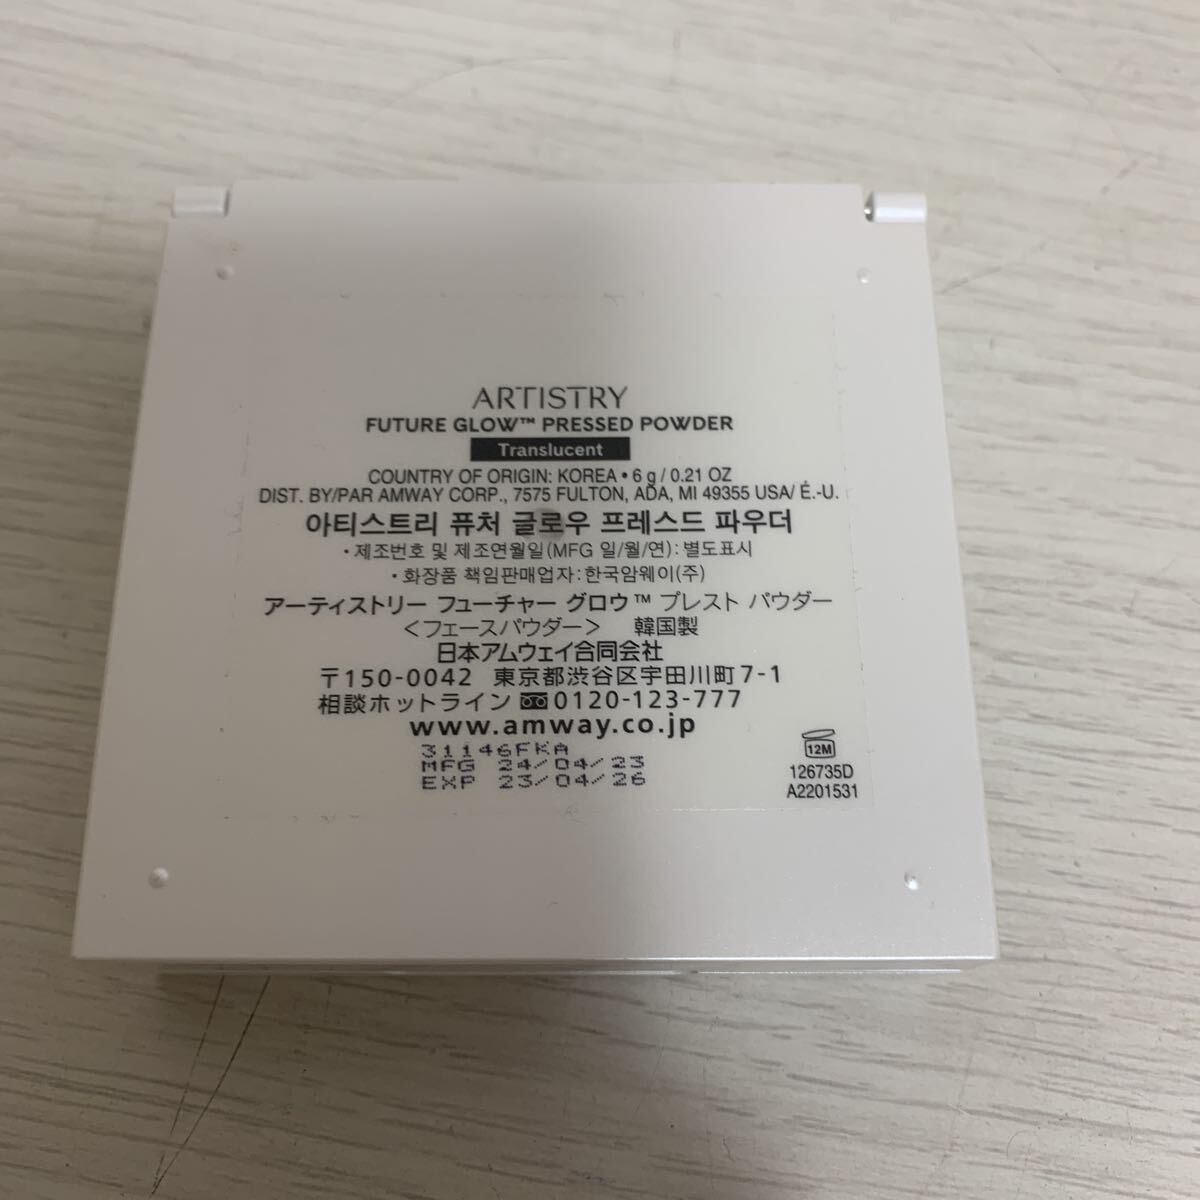 ARTISTRY
FUTURE GLOW™ PRESSED POWDER
Translucent
COUNTRY OF ORIGIN: KOREA • 6 g / 0.21 OZ
DIST. BY/PAR AMWAY CORP., 7575 FULTON, ADA, MI 49355 USA/ É.-U.
아티스트리 퓨처 글로우 프레스드 파우더
• 제조번호 및 제조연월일(MFG 일/월/연): 별도표시
• 화장품 책임판매업자: 한국암웨이(주)
アーティストリー フューチャー グロウ™ プレスト パウダー
＜フェースパウダー＞ 韓国製
日本アムウェイ合同会社
〒150-0042 東京都渋谷区宇田川町7-1
相談ホットライン 0120-123-777
www.amway.co.jp
31146FKA
MFG 24/04/23
EXP 23/04/26
12M
126735D
A2201531